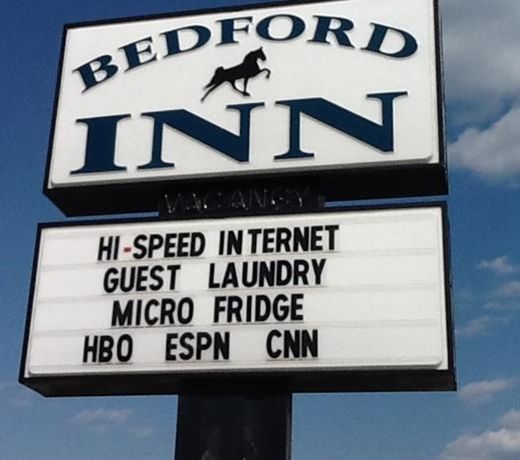 BEDFORD
INN
VACANCY
HI-SPEED INTERNET
GUEST LAUNDRY
MICRO FRIDGE
HBO ESPN CNN